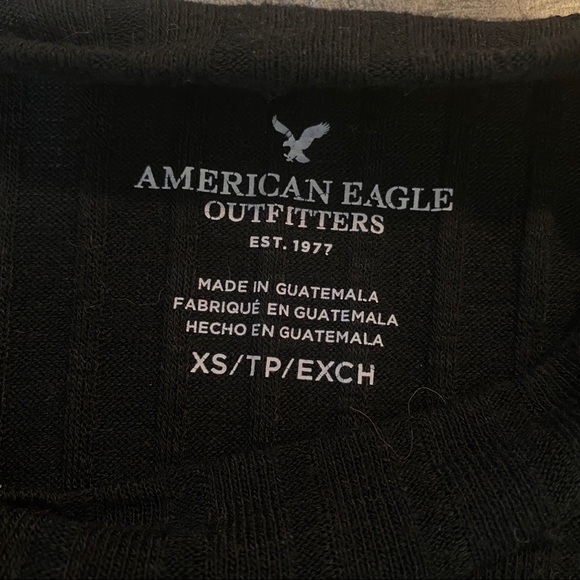 AMERICAN EAGLE
OUTFITTERS
EST. 1977
MADE IN GUATEMALA
FABRIQUÉ EN GUATEMALA
HECHO EN GUATEMALA
XS/TP/EXCH